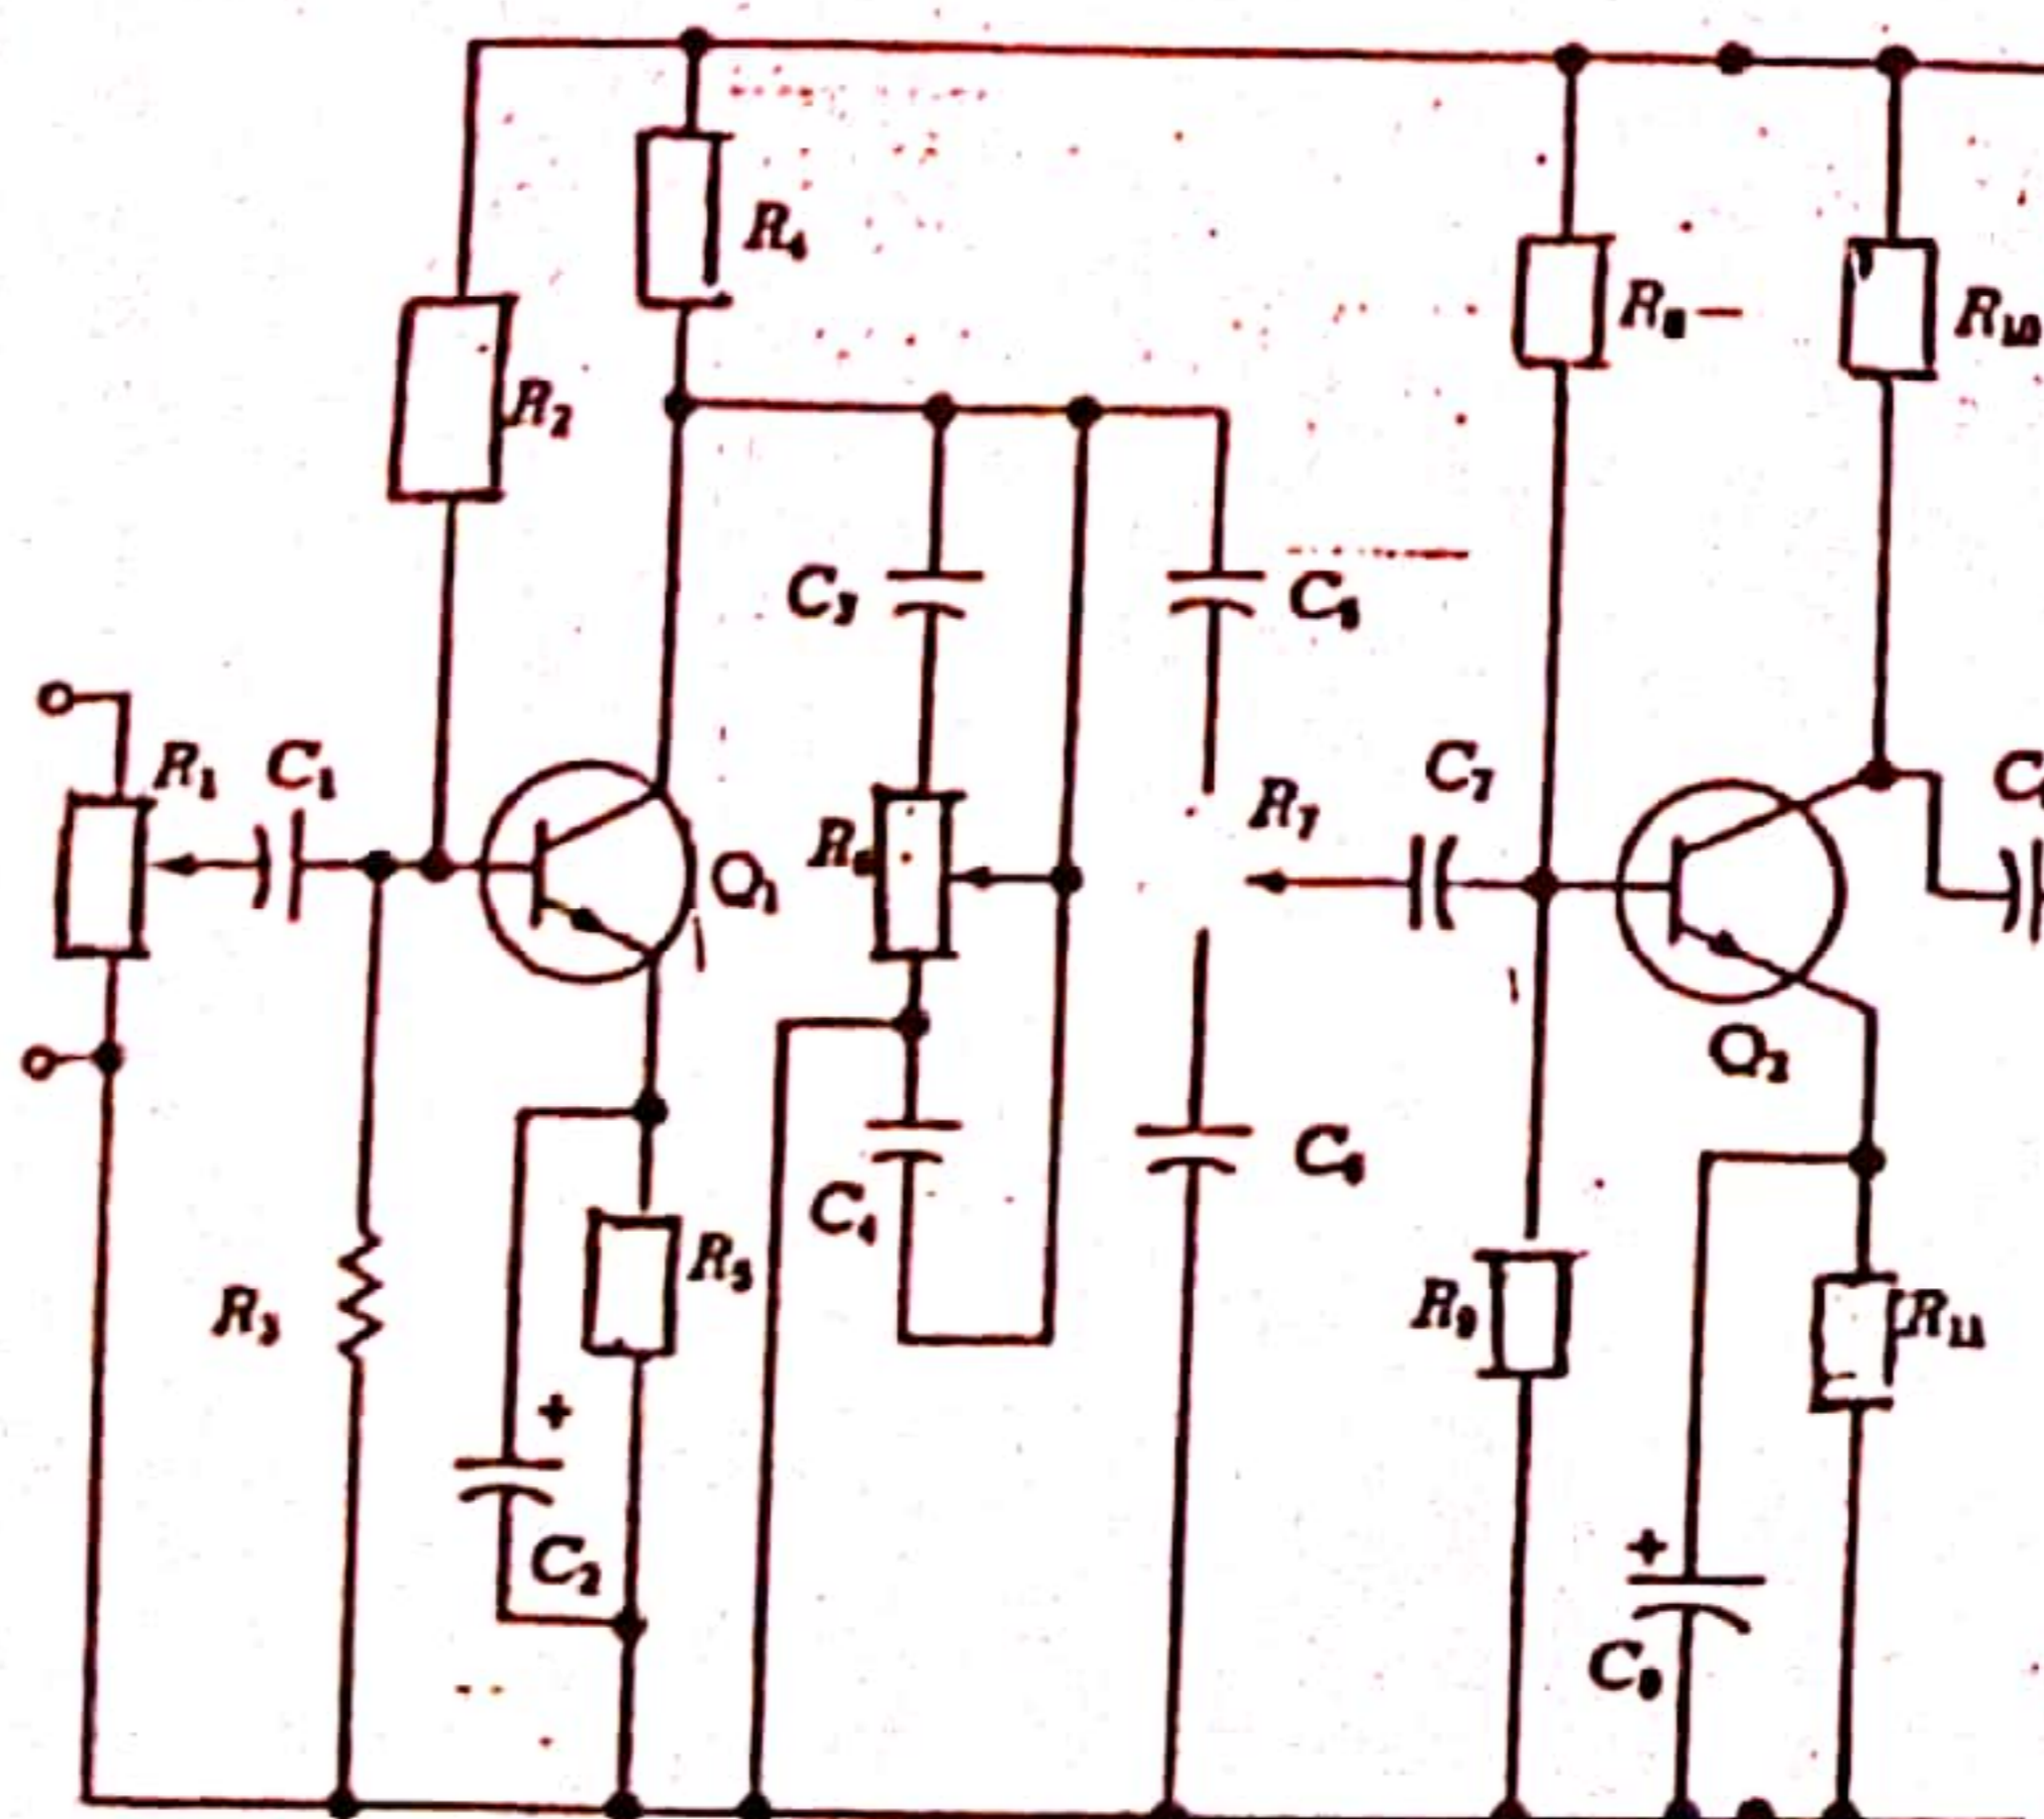 R₄
R₈
R₁₀
R₂
C₃
C₅
R₁
C₁
R₇
C₇
Q₁
R₆
Q₂
C₆
C₄
R₅
R₃
R₉
R₁₁
+
C₂
+